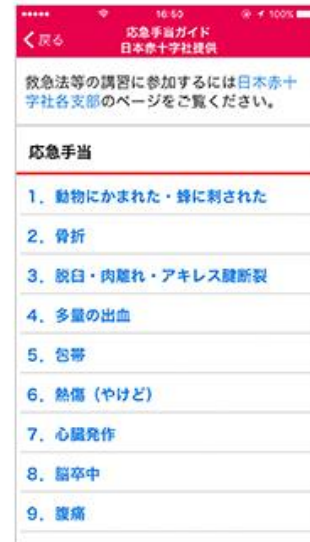 16:50
100%
戻る
応急手当ガイド
日本赤十字社提供
救急法等の講習に参加するには日本赤十
字社各支部のページをご覧ください。
応急手当
1. 動物にかまれた・蜂に刺された
2. 骨折
3. 脱臼・肉離れ・アキレス腱断裂
4. 多量の出血
5. 包帯
6. 熱傷（やけど）
7. 心臓発作
8. 脳卒中
9. 腹痛